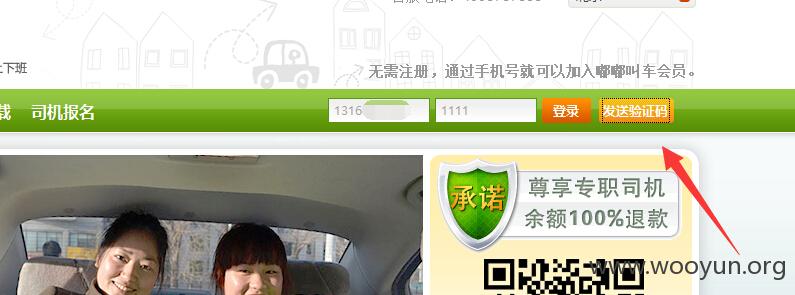 上下班
无需注册，通过手机号就可以加入嘟嘟叫车会员。
载 司机报名
1316
1111
登录
发送验证码
承诺
尊享专职司机
余额100%退款
www.wooyun.org